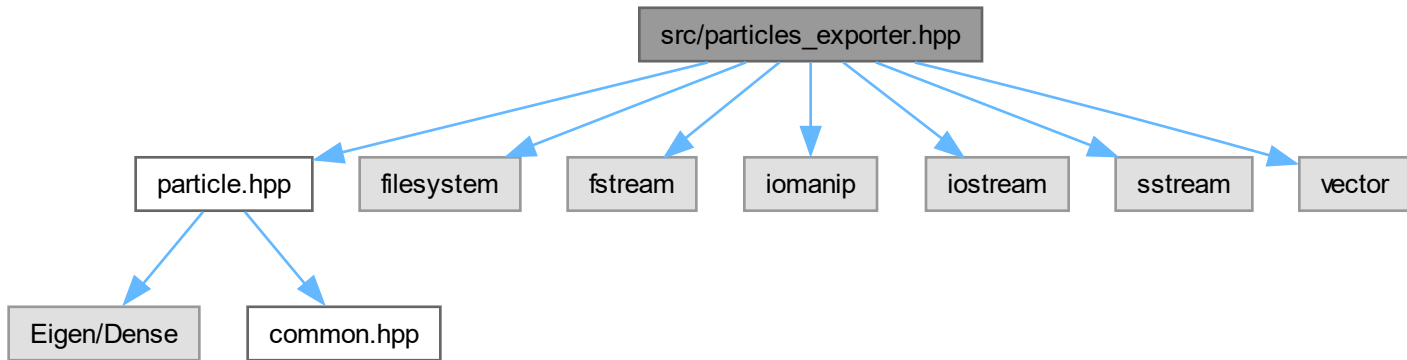 src/particles_exporter.hpp
particle.hpp
filesystem
fstream
iomanip
iostream
sstream
vector
Eigen/Dense
common.hpp